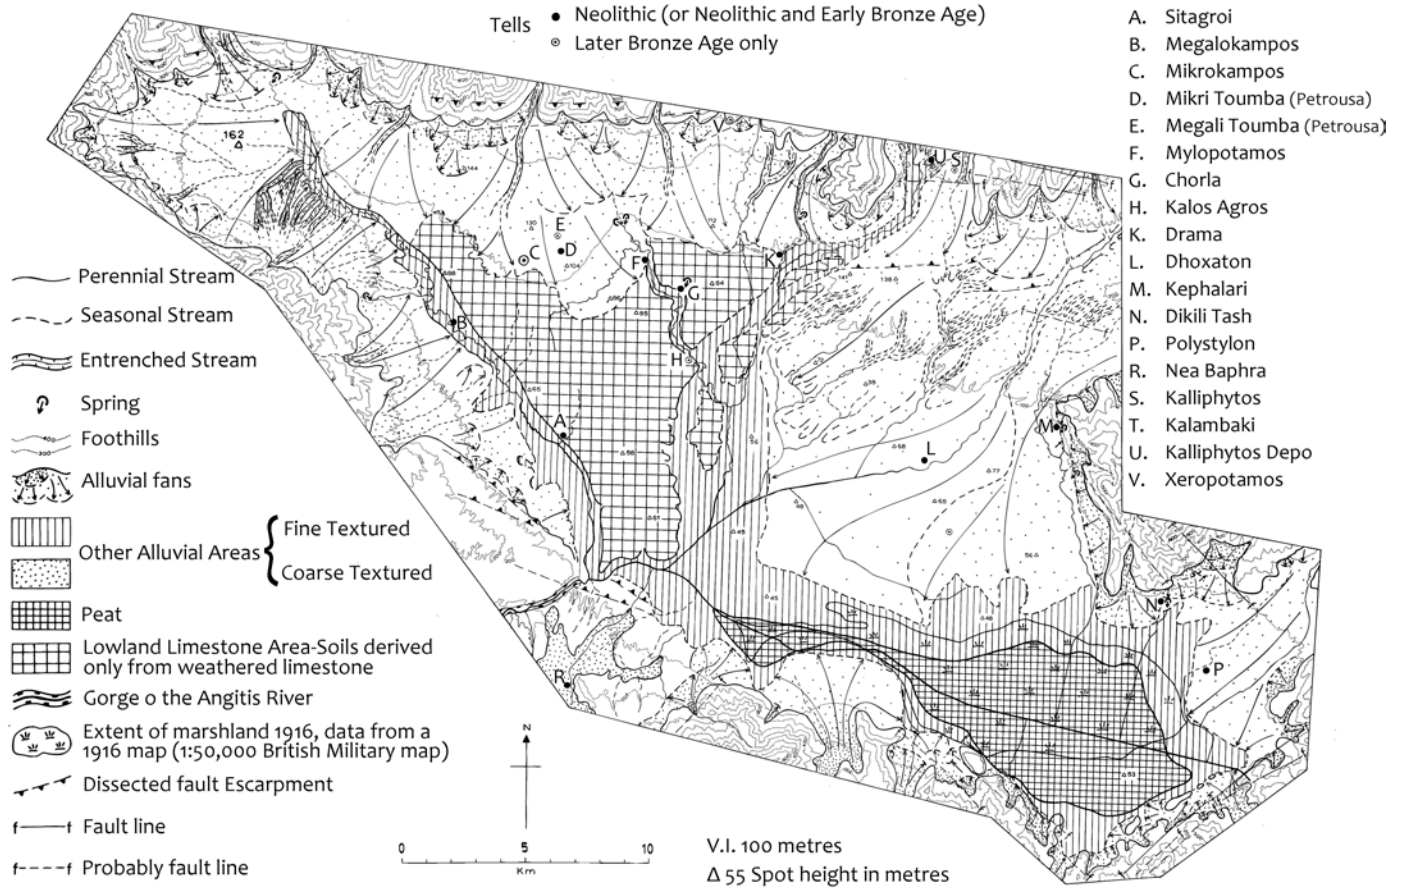 Tells
Neolithic (or Neolithic and Early Bronze Age)
Later Bronze Age only
A. Sitagroi
B. Megalokampos
C. Mikrokampos
D. Mikri Toumba (Petrousa)
E. Megali Toumba (Petrousa)
F. Mylopotamos
G. Chorla
H. Kalos Agros
K. Drama
L. Dhoxaton
M. Kephalari
N. Dikili Tash
P. Polystylon
R. Nea Baphra
S. Kalliphytos
T. Kalambaki
U. Kalliphytos Depo
V. Xeropotamos
Perennial Stream
Seasonal Stream
Entrenched Stream
Spring
Foothills
Alluvial fans
Other Alluvial Areas
Fine Textured
Coarse Textured
Peat
Lowland Limestone Area-Soils derived
only from weathered limestone
Gorge o the Angitis River
Extent of marshland 1916, data from a
1916 map (1:50,000 British Military map)
Dissected fault Escarpment
f f Fault line
f f Probably fault line
162
V
U S
E
C
D
F
K
G
B
H
A
L
M
N
P
R
N
0 5 10
Km
V.I. 100 metres
Δ 55 Spot height in metres